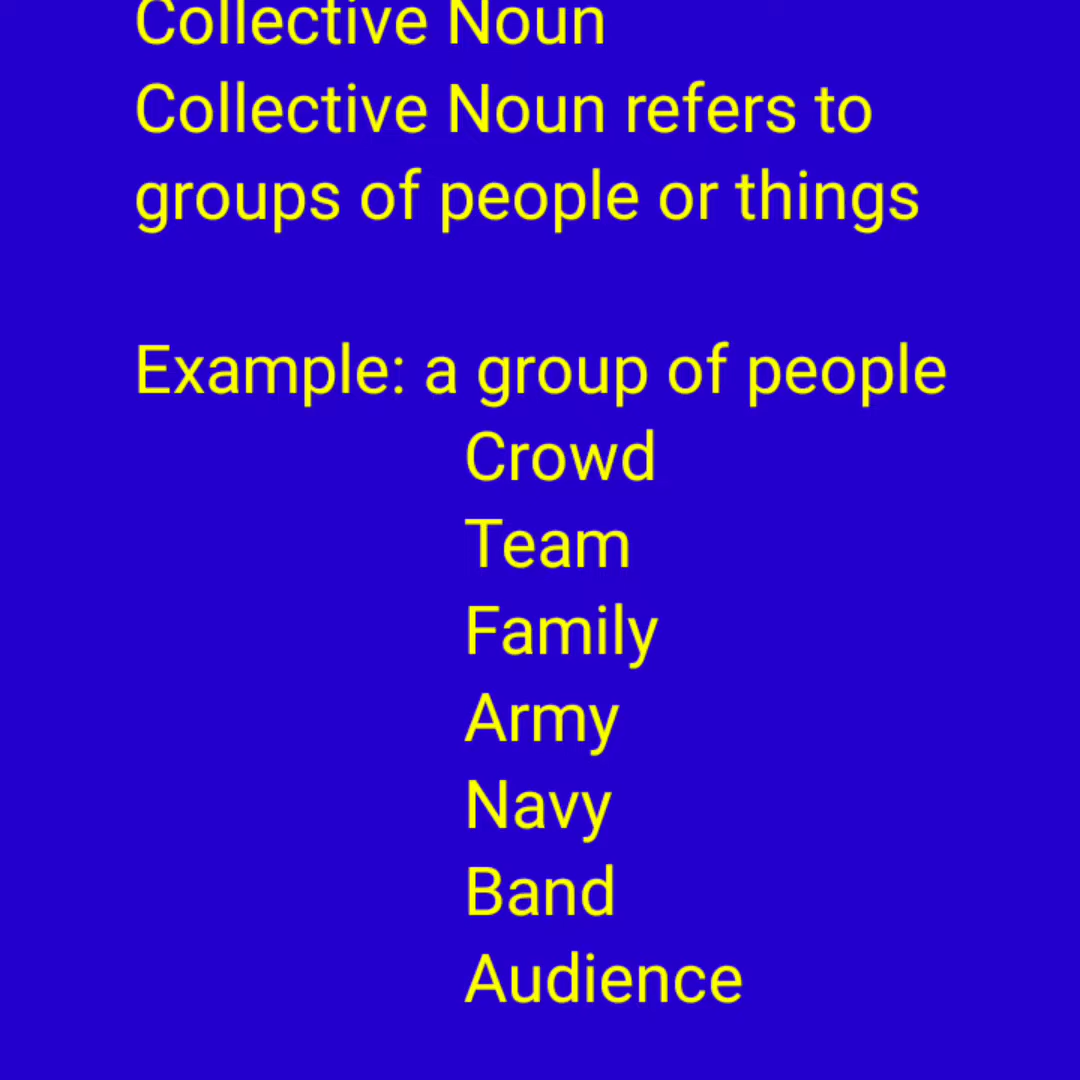 Collective Noun
Collective Noun refers to
groups of people or things
Example: a group of people
Crowd
Team
Family
Army
Navy
Band
Audience